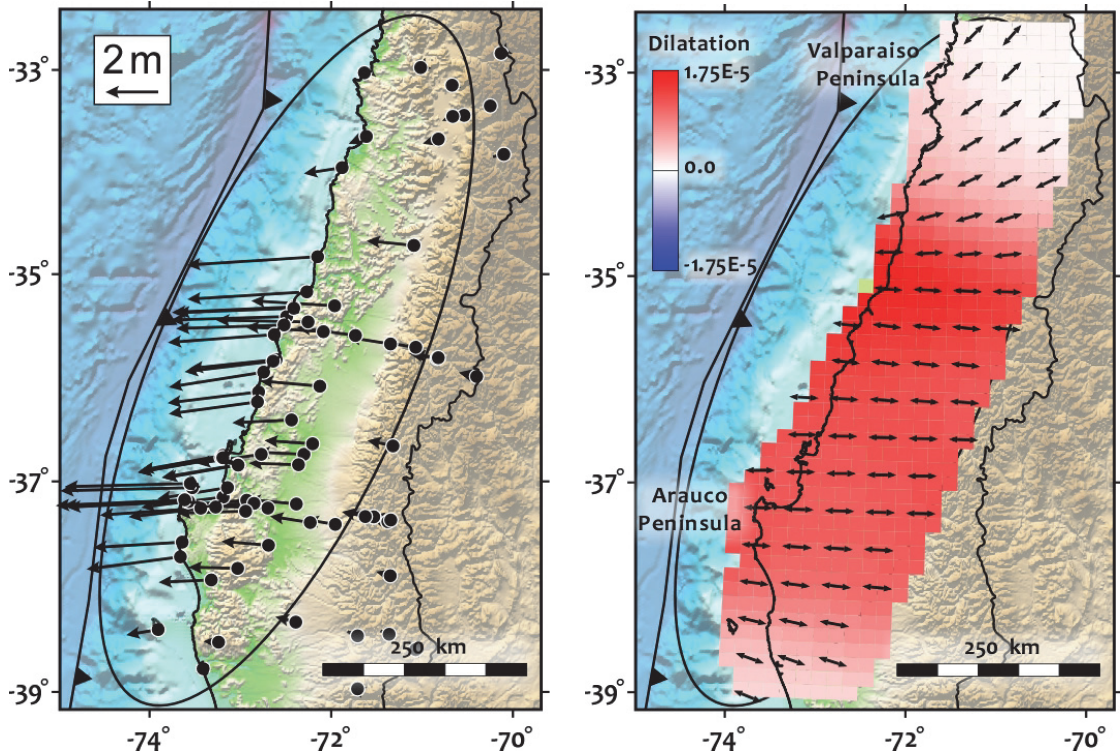 2 m
-33°
-35°
-37°
-39°
-74°
-72°
-70°
250 km
Dilatation
1.75E-5
0.0
-1.75E-5
Valparaiso
Peninsula
Arauco
Peninsula
-33°
-35°
-37°
-39°
-74°
-72°
-70°
250 km